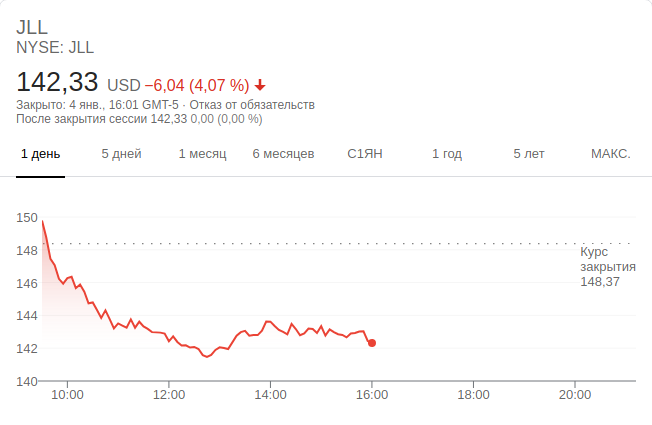 JLL
NYSE: JLL
142,33 USD −6,04 (4,07 %)
Закрыто: 4 янв., 16:01 GMT-5 · Отказ от обязательств
После закрытия сессии 142,33 0,00 (0,00 %)
1 день 5 дней 1 месяц 6 месяцев С1ЯН 1 год 5 лет МАКС.
150
148
146
144
142
140
Курс
закрытия
148,37
10:00 12:00 14:00 16:00 18:00 20:00